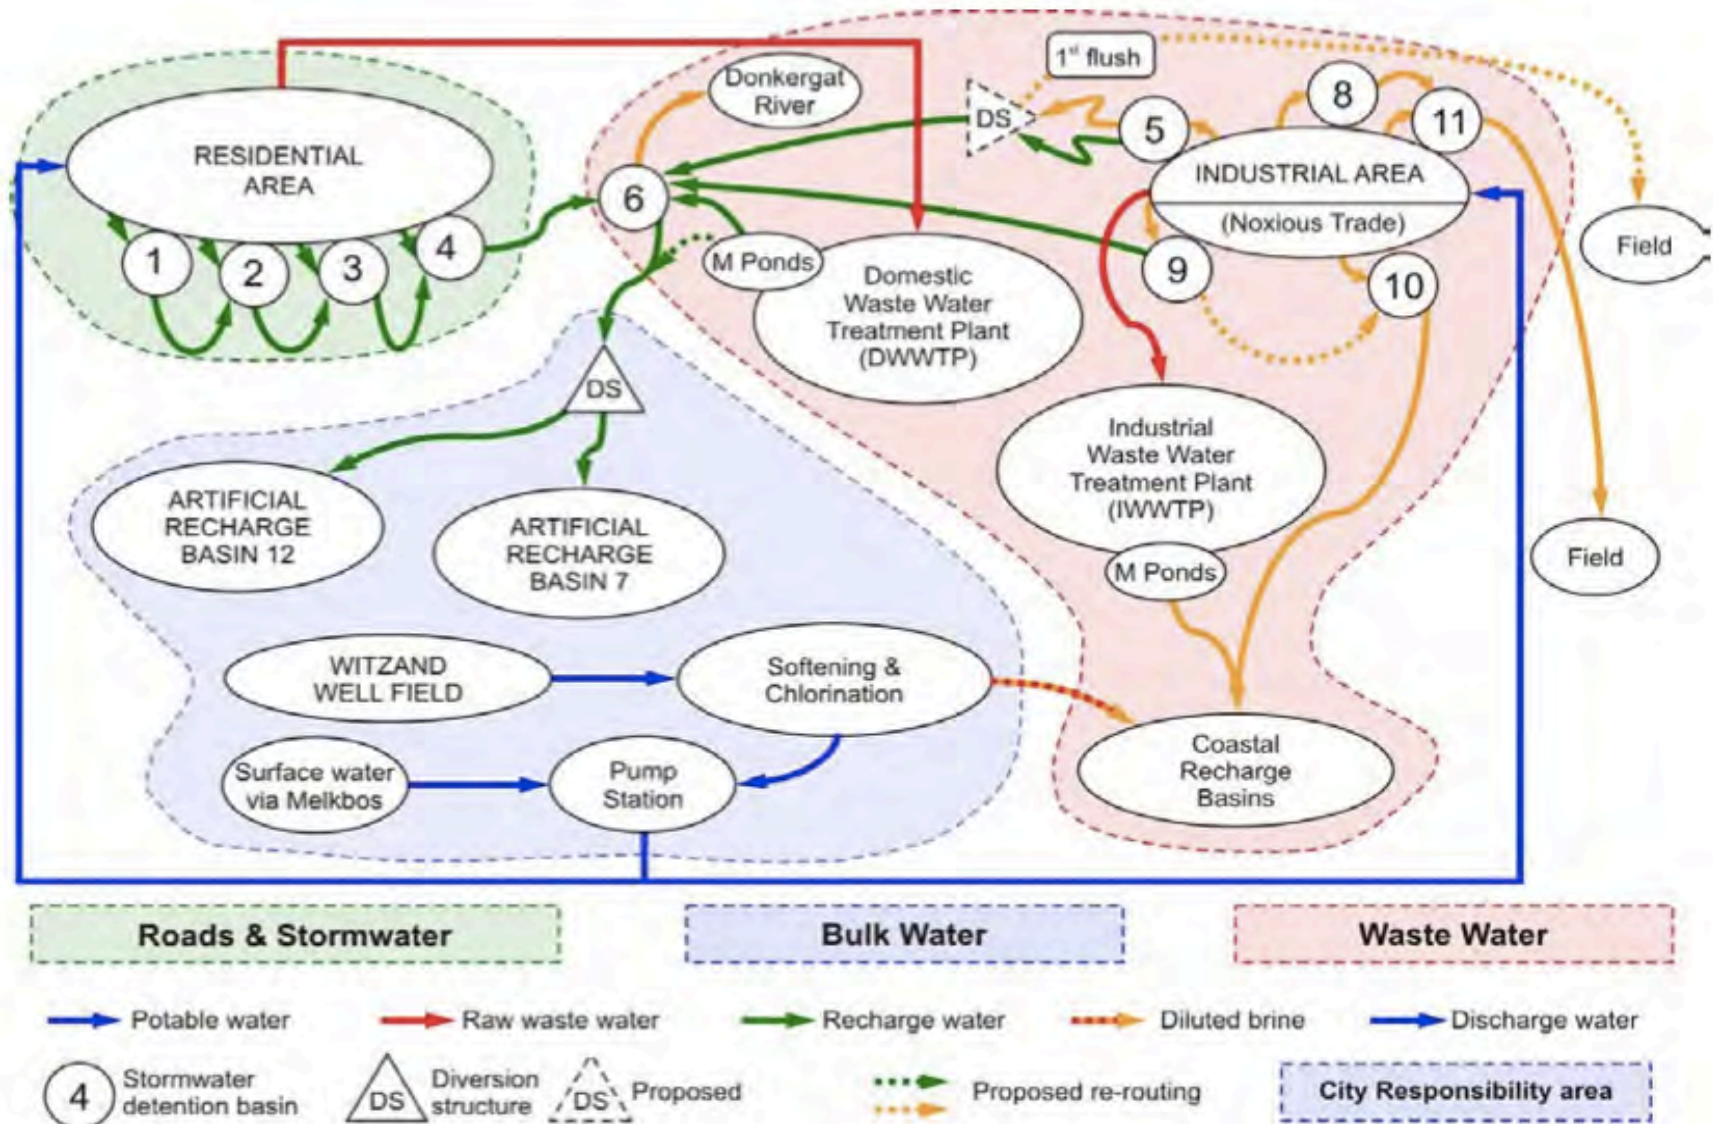 1st flush
Donkergat
River
8
11
DS
5
RESIDENTIAL
AREA
INDUSTRIAL AREA
(Noxious Trade)
6
4
1
2
3
M Ponds
9
10
Field
Domestic
Waste Water
Treatment Plant
(DWWTP)
DS
Industrial
Waste Water
Treatment Plant
(IWWTP)
M Ponds
ARTIFICIAL
RECHARGE
BASIN 12
ARTIFICIAL
RECHARGE
BASIN 7
Field
WITZAND
WELL FIELD
Softening &
Chlorination
Surface water
via Melkbos
Pump
Station
Coastal
Recharge
Basins
Roads & Stormwater
Bulk Water
Waste Water
Potable water
Raw waste water
Recharge water
Diluted brine
Discharge water
4
Stormwater
detention basin
DS
Diversion
structure
DS
Proposed
Proposed re-routing
City Responsibility area